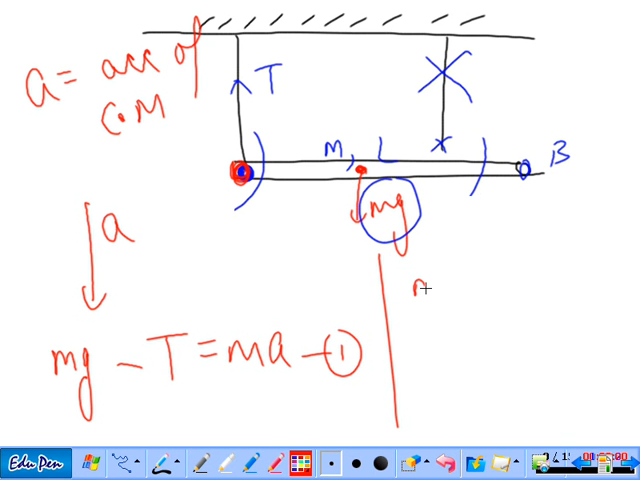 a = acc of
C.M
T
M, L
B
mg
a
mg - T = Ma - ①
Edu Pen